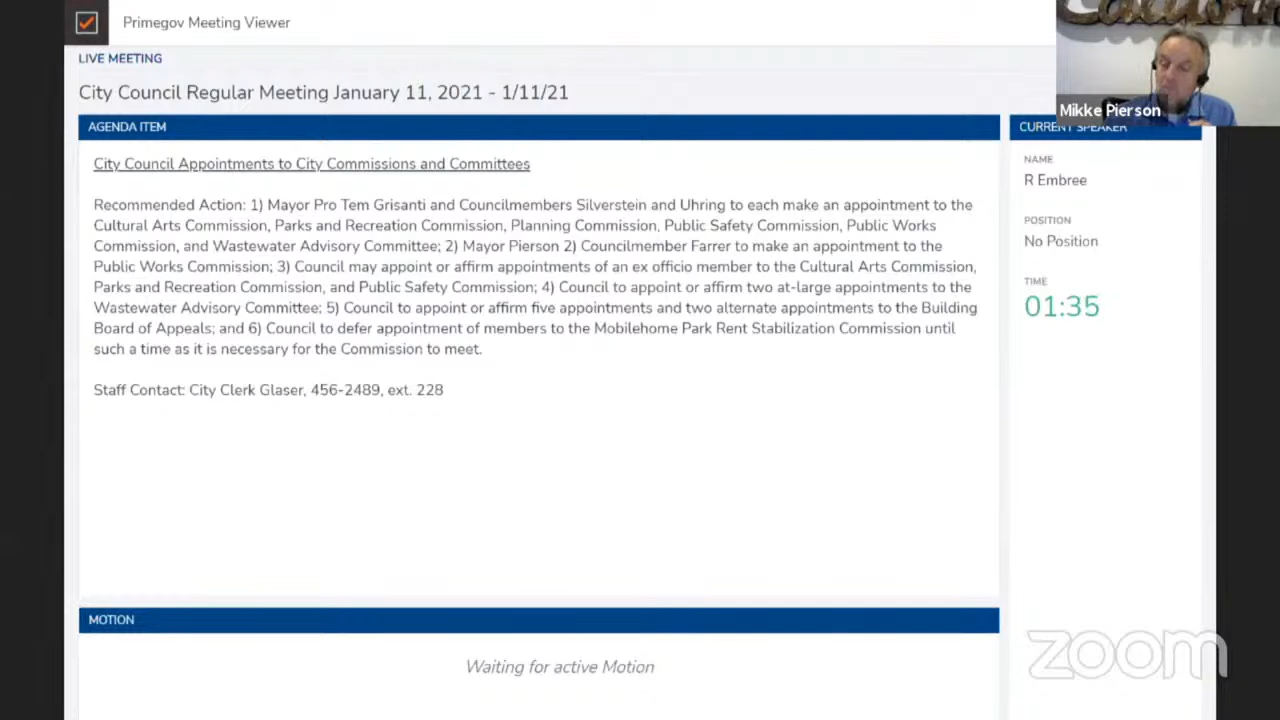 Primegov Meeting Viewer
LIVE MEETING
City Council Regular Meeting January 11, 2021 - 1/11/21
Mikke Pierson
AGENDA ITEM
City Council Appointments to City Commissions and Committees
Recommended Action: 1) Mayor Pro Tem Grisanti and Councilmembers Silverstein and Uhring to each make an appointment to the
Cultural Arts Commission, Parks and Recreation Commission, Planning Commission, Public Safety Commission, Public Works
Commission, and Wastewater Advisory Committee; 2) Mayor Pierson 2) Councilmember Farrer to make an appointment to the
Public Works Commission; 3) Council may appoint or affirm appointments of an ex officio member to the Cultural Arts Commission,
Parks and Recreation Commission, and Public Safety Commission; 4) Council to appoint or affirm two at-large appointments to the
Wastewater Advisory Committee; 5) Council to appoint or affirm five appointments and two alternate appointments to the Building
Board of Appeals; and 6) Council to defer appointment of members to the Mobilehome Park Rent Stabilization Commission until
such a time as it is necessary for the Commission to meet.
Staff Contact: City Clerk Glaser, 456-2489, ext. 228
CURRENT SPEAKER
NAME
R Embree
POSITION
No Position
TIME
01:35
MOTION
Waiting for active Motion
zoom